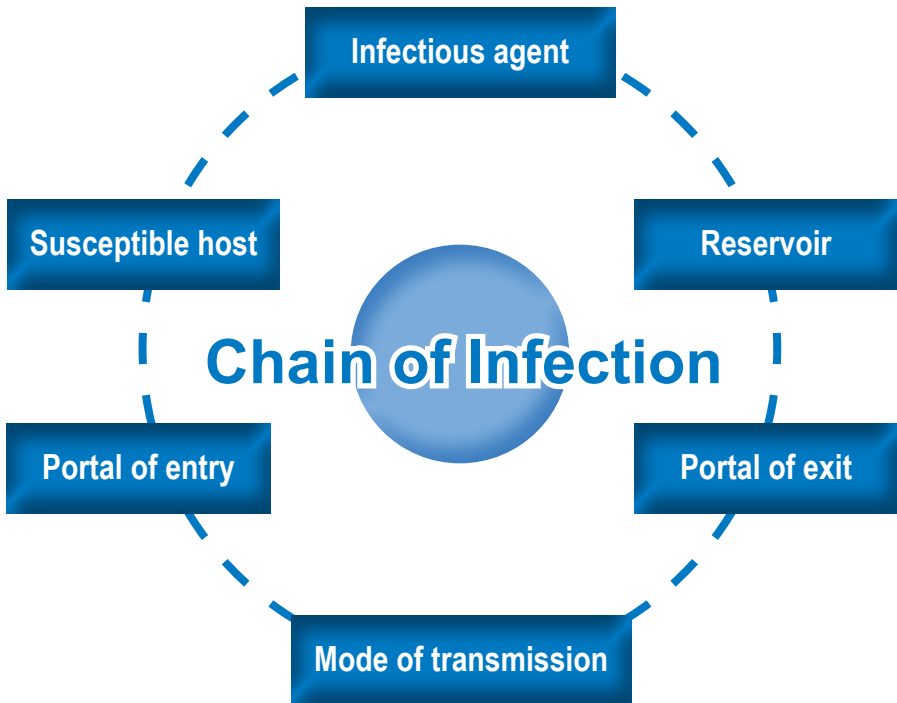 Infectious agent
Susceptible host
Reservoir
Chain of Infection
Portal of entry
Portal of exit
Mode of transmission